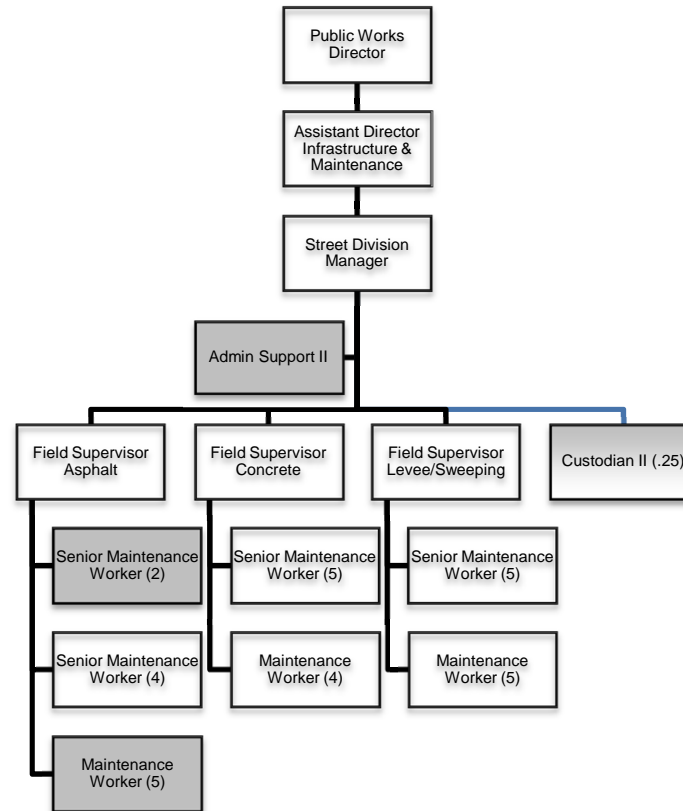 Public Works
Director
Assistant Director
Infrastructure &
Maintenance
Street Division
Manager
Admin Support II
Field Supervisor
Asphalt
Field Supervisor
Concrete
Field Supervisor
Levee/Sweeping
Custodian II (.25)
Senior Maintenance
Worker (2)
Senior Maintenance
Worker (5)
Senior Maintenance
Worker (5)
Senior Maintenance
Worker (4)
Maintenance
Worker (4)
Maintenance
Worker (5)
Maintenance
Worker (5)